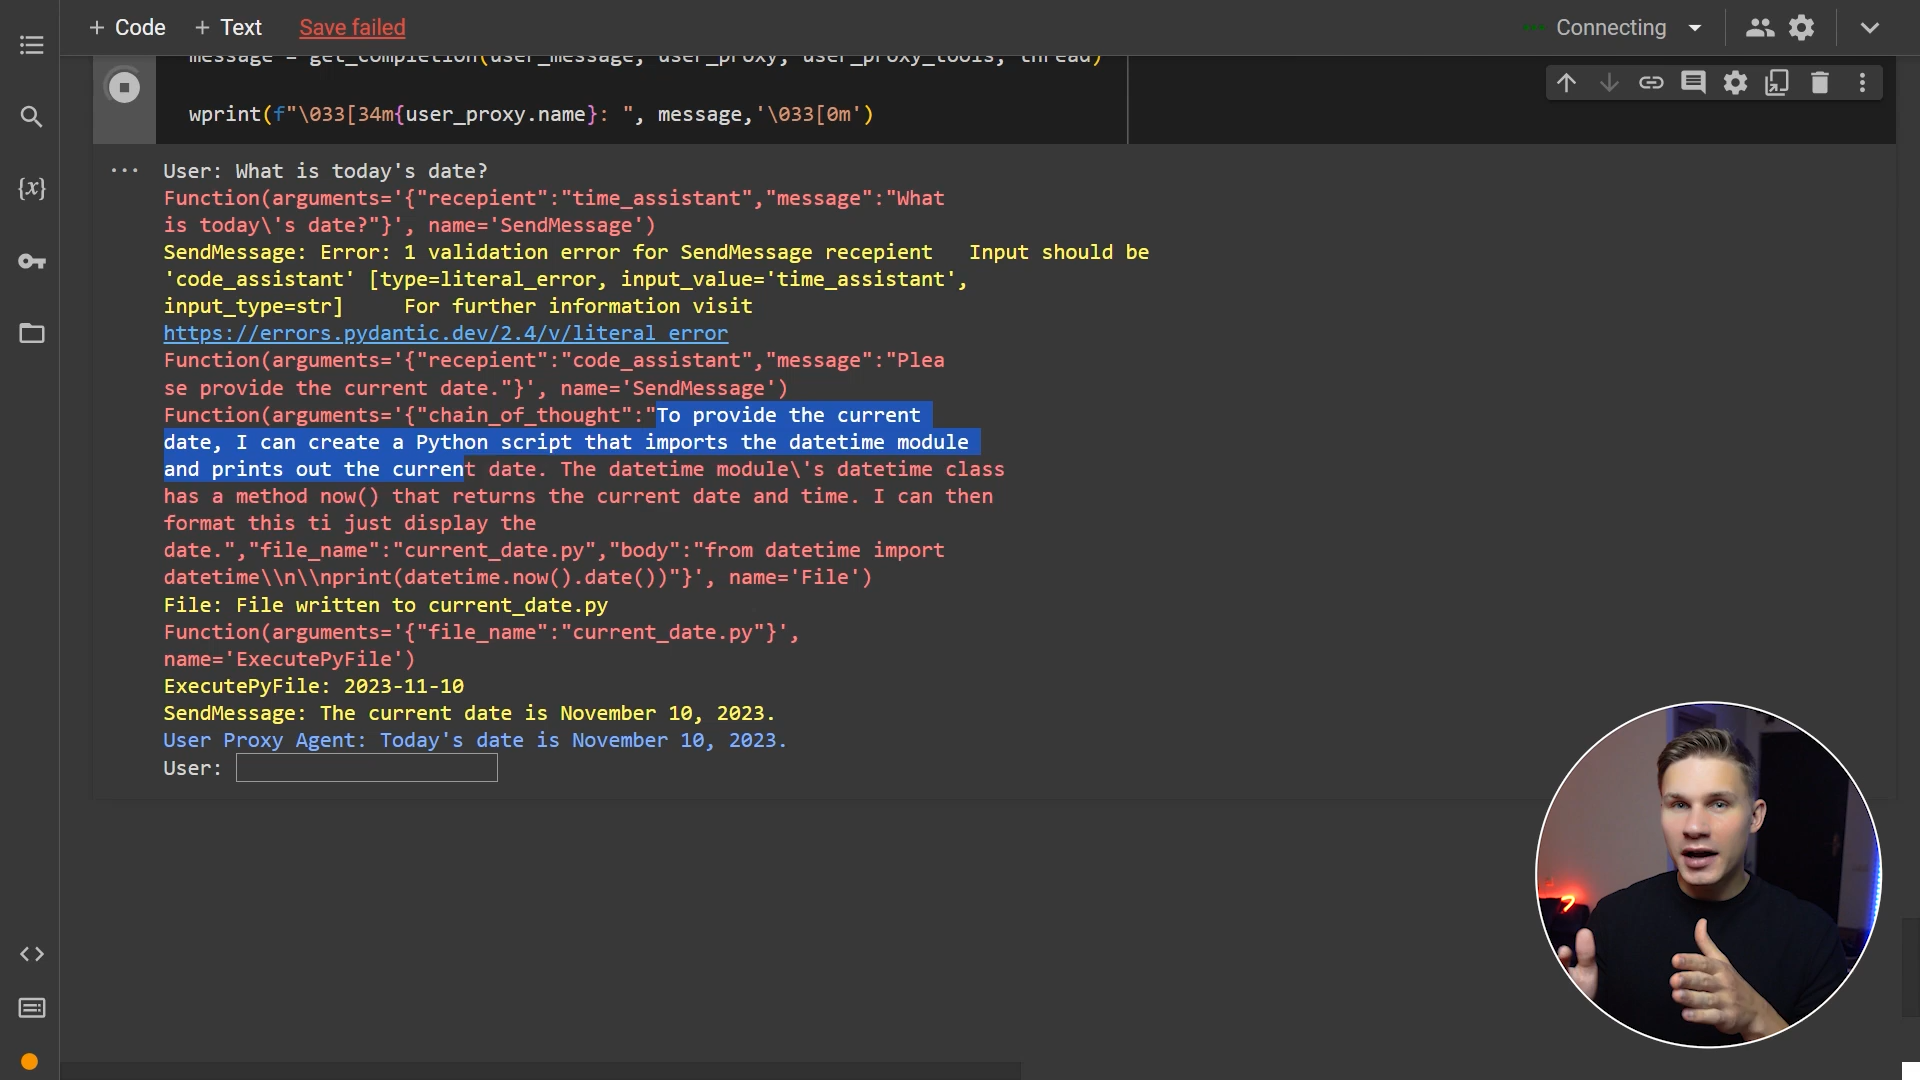 + Code + Text Save failed Connecting
message = get_completion(user_message, user_proxy, user_proxy_tools, thread)
wprint(f"\033[34m{user_proxy.name}: ", message,'\033[0m')
{x}
... User: What is today's date?
Function(arguments='{"recepient":"time_assistant","message":"What
is today\'s date?"}', name='SendMessage')
SendMessage: Error: 1 validation error for SendMessage recepient Input should be
'code_assistant' [type=literal_error, input_value='time_assistant',
input_type=str] For further information visit
https://errors.pydantic.dev/2.4/v/literal_error
Function(arguments='{"recepient":"code_assistant","message":"Plea
se provide the current date."}', name='SendMessage')
Function(arguments='{"chain_of_thought":"To provide the current
date, I can create a Python script that imports the datetime module
and prints out the current date. The datetime module\'s datetime class
has a method now() that returns the current date and time. I can then
format this ti just display the
date.","file_name":"current_date.py","body":"from datetime import
datetime\\n\\nprint(datetime.now().date())"}', name='File')
File: File written to current_date.py
Function(arguments='{"file_name":"current_date.py"}',
name='ExecutePyFile')
ExecutePyFile: 2023-11-10
SendMessage: The current date is November 10, 2023.
User Proxy Agent: Today's date is November 10, 2023.
User: